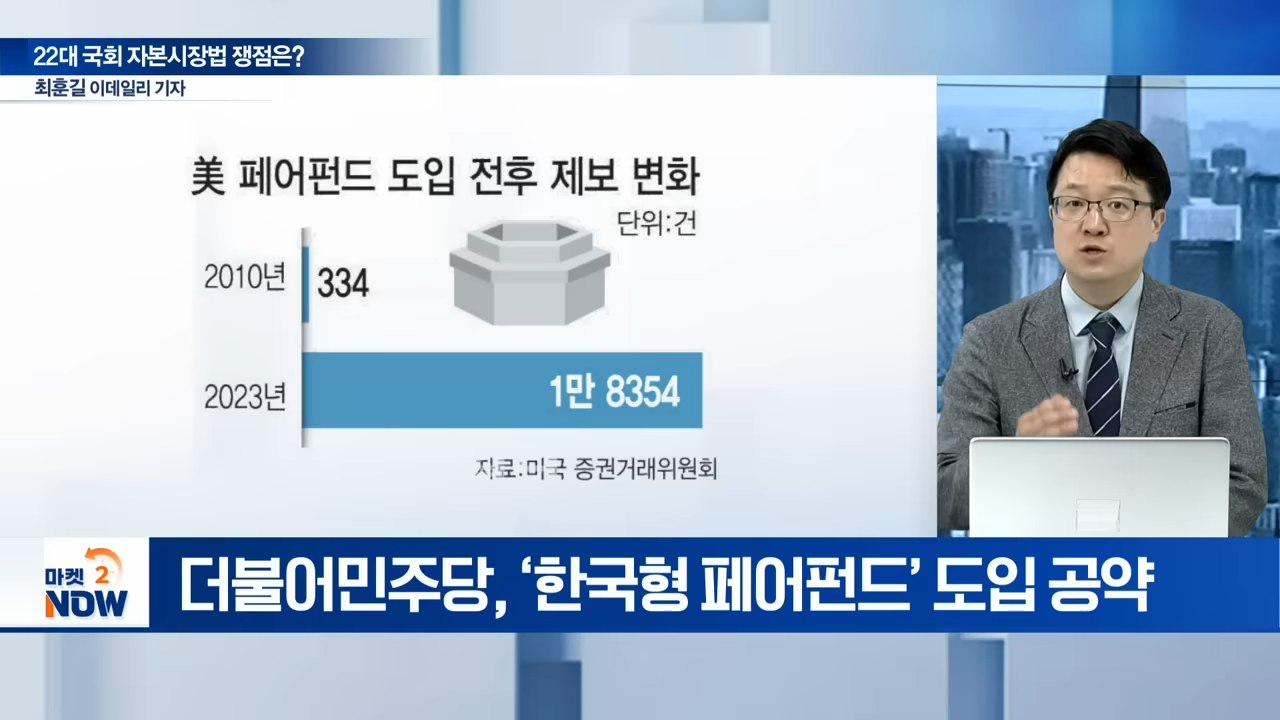 22대 국회 자본시장법 쟁점은?
최훈길 이데일리 기자
美 페어펀드 도입 전후 제보 변화
단위:건
2010년 334
2023년 1만 8354
자료:미국 증권거래위원회
마켓 2
NOW
더불어민주당, ‘한국형 페어펀드’ 도입 공약